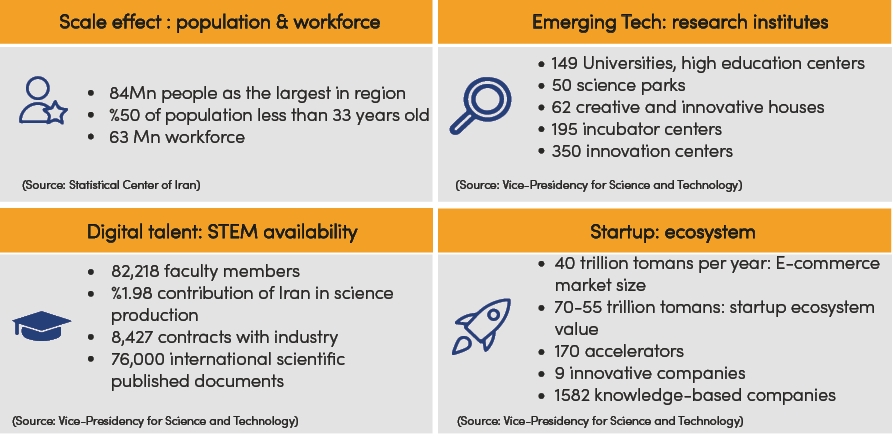 Scale effect : population & workforce
• 84Mn people as the largest in region
• %50 of population less than 33 years old
• 63 Mn workforce
(Source: Statistical Center of Iran)
Emerging Tech: research institutes
• 149 Universities, high education centers
• 50 science parks
• 62 creative and innovative houses
• 195 incubator centers
• 350 innovation centers
(Source: Vice-Presidency for Science and Technology)
Digital talent: STEM availability
• 82,218 faculty members
• %1.98 contribution of Iran in science
production
• 8,427 contracts with industry
• 76,000 international scientific
published documents
(Source: Vice-Presidency for Science and Technology)
Startup: ecosystem
• 40 trillion tomans per year: E-commerce
market size
• 70-55 trillion tomans: startup ecosystem
value
• 170 accelerators
• 9 innovative companies
• 1582 knowledge-based companies
(Source: Vice-Presidency for Science and Technology)